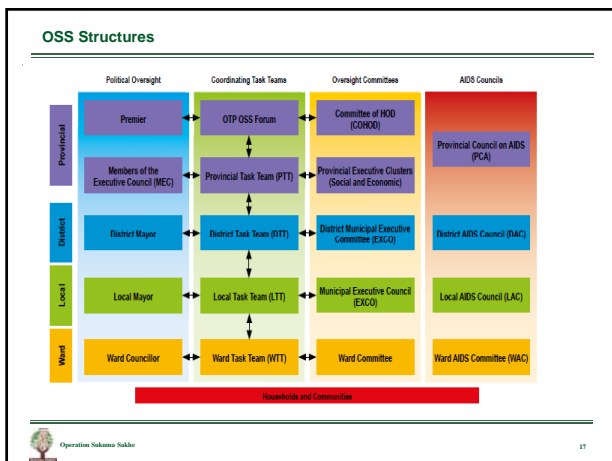 OSS Structures
Political Oversight
Coordinating Task Teams
Oversight Committees
AIDS Councils
Provincial
Premier
OTP OSS Forum
Committee of HOD
(COHOD)
Provincial Council on AIDS
(PCA)
Members of the
Executive Council (MEC)
Provincial Task Team (PTT)
Provincial Executive Clusters
(Social and Economic)
District
District Mayor
District Task Team (DTT)
District Municipal Executive
Committee (EXCO)
District AIDS Council (DAC)
Local
Local Mayor
Local Task Team (LTT)
Municipal Executive Council
(EXCO)
Local AIDS Council (LAC)
Ward
Ward Councillor
Ward Task Team (WTT)
Ward Committee
Ward AIDS Committee (WAC)
Households and Communities
Operation Sukuma Sakhe
17